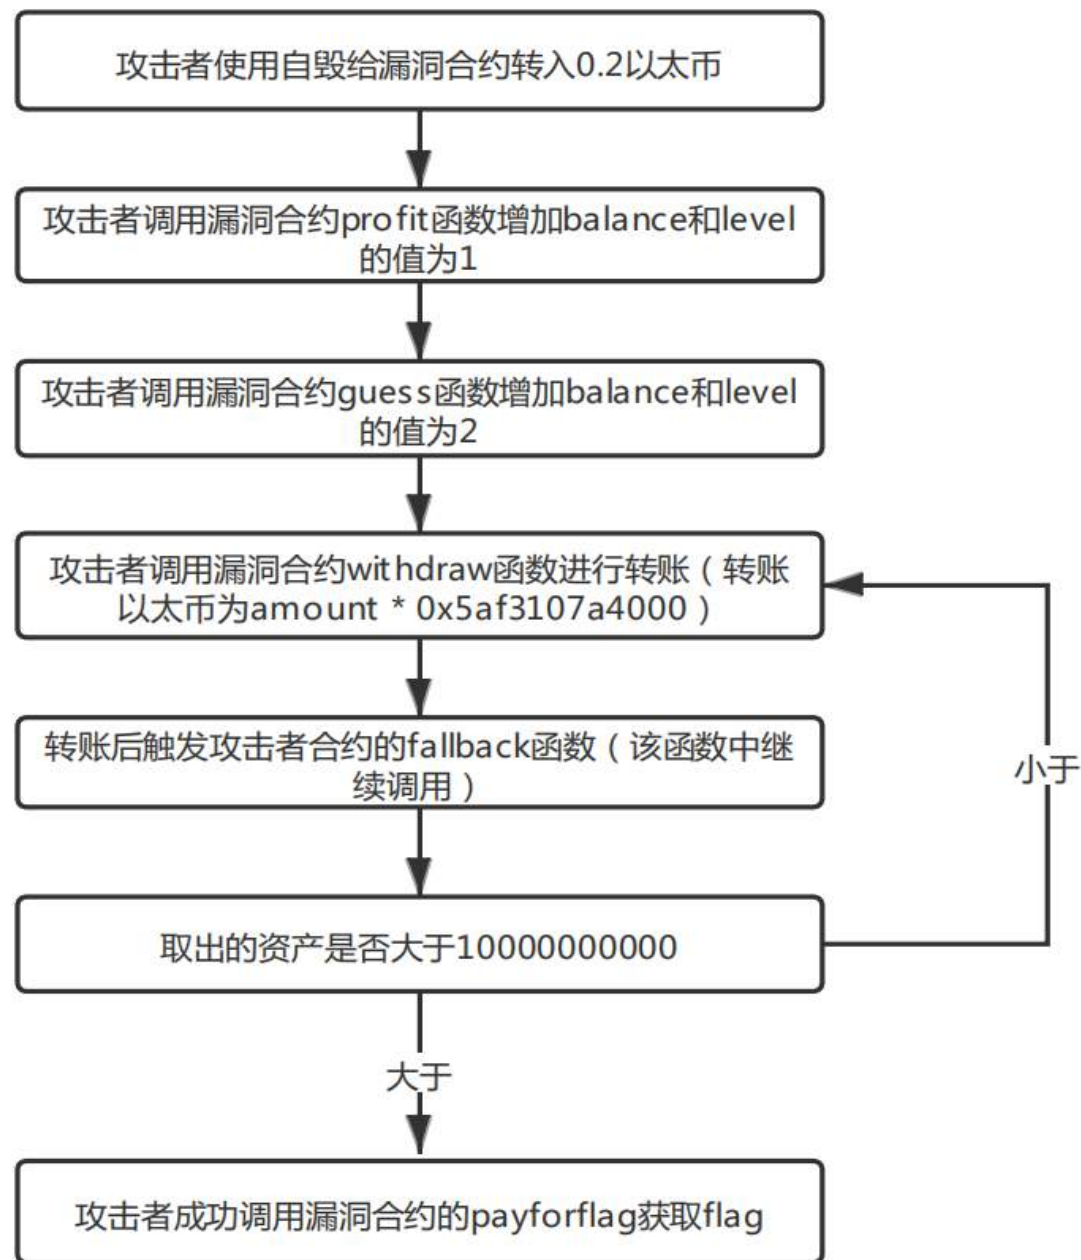 攻击者使用自毁给漏洞合约转入0.2以太币
攻击者调用漏洞合约profit函数增加balance和level
的值为1
攻击者调用漏洞合约guess函数增加balance和level
的值为2
攻击者调用漏洞合约withdraw函数进行转账（转账
以太币为amount * 0x5af3107a4000）
转账后触发攻击者合约的fallback函数（该函数中继
续调用）
小于
取出的资产是否大于10000000000
大于
攻击者成功调用漏洞合约的payforflag获取flag